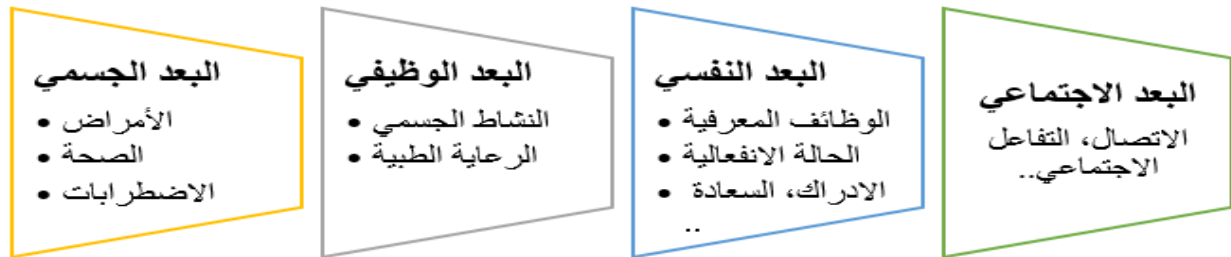 البعد الجسمي
• الأمراض
• الصحة
• الاضطرابات
البعد الوظيفي
• النشاط الجسمي
• الرعاية الطبية
البعد النفسي
• الوظائف المعرفية
• الحالة الانفعالية
• الادراك، السعادة
..
البعد الاجتماعي
الاتصال، التفاعل
الاجتماعي..